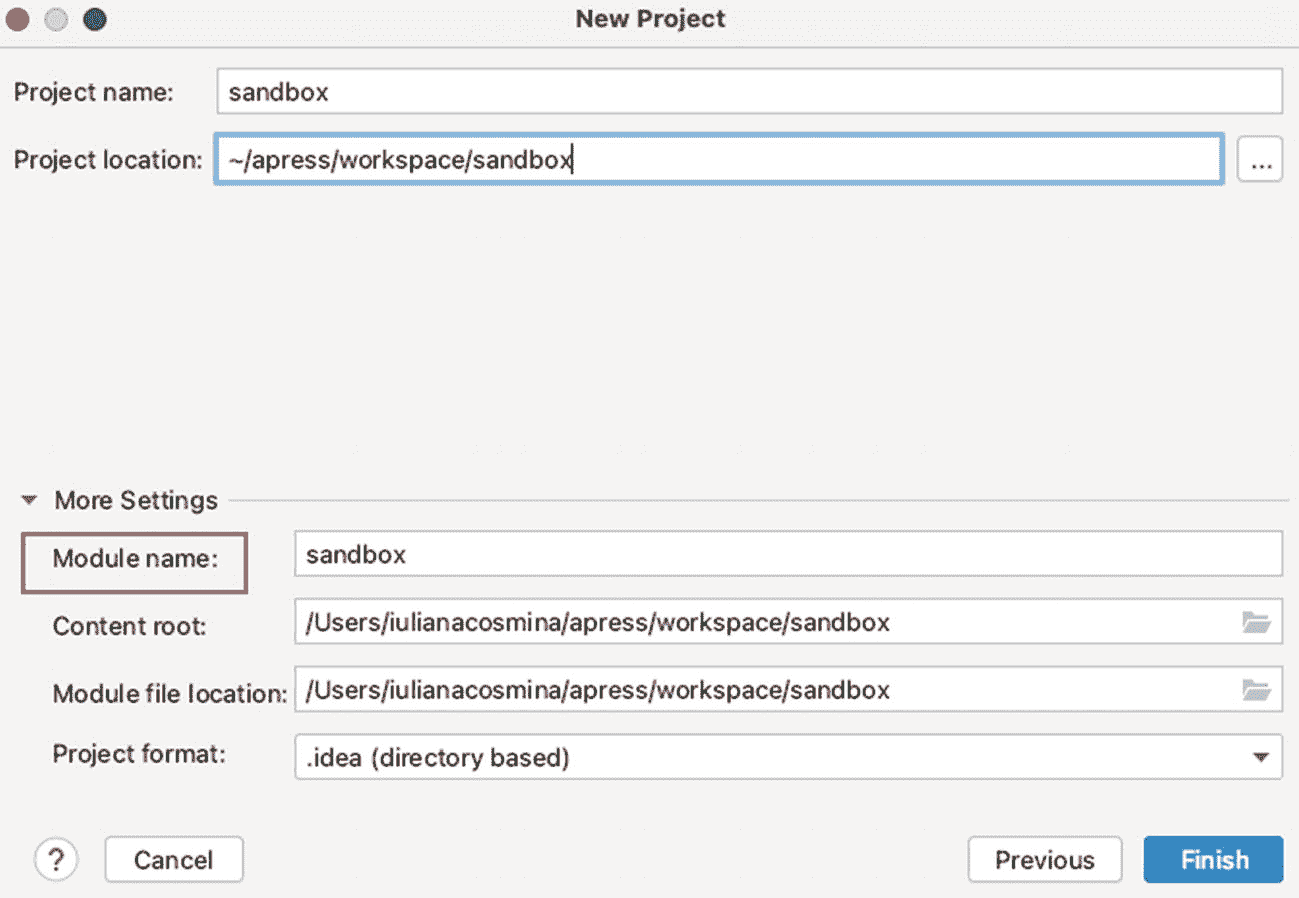 New Project
Project name: sandbox
Project location: ~/apress/workspace/sandbox ...
More Settings
Module name: sandbox
Content root: /Users/iulianacosmina/apress/workspace/sandbox
Module file location: /Users/iulianacosmina/apress/workspace/sandbox
Project format: .idea (directory based)
? Cancel Previous Finish